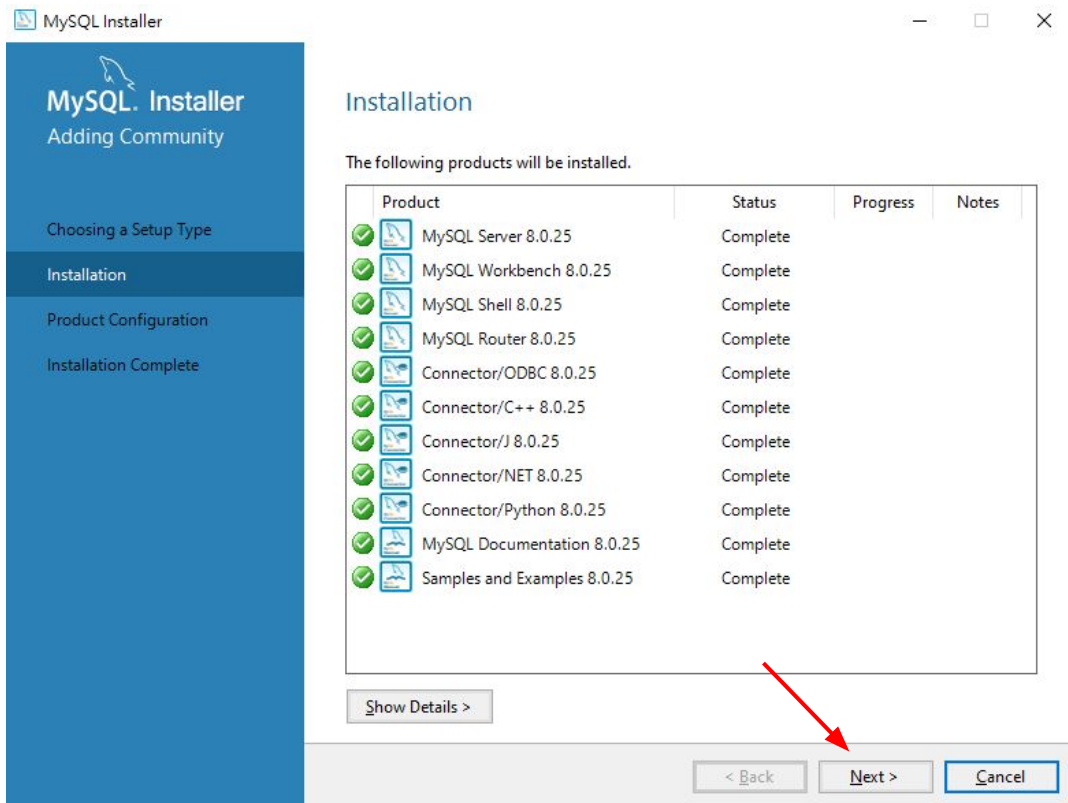 MySQL Installer
MySQL. Installer
Adding Community
Choosing a Setup Type
Installation
Product Configuration
Installation Complete
Installation
The following products will be installed.
Product Status Progress Notes
MySQL Server 8.0.25 Complete
MySQL Workbench 8.0.25 Complete
MySQL Shell 8.0.25 Complete
MySQL Router 8.0.25 Complete
Connector/ODBC 8.0.25 Complete
Connector/C++ 8.0.25 Complete
Connector/J 8.0.25 Complete
Connector/NET 8.0.25 Complete
Connector/Python 8.0.25 Complete
MySQL Documentation 8.0.25 Complete
Samples and Examples 8.0.25 Complete
Show Details >
< Back Next > Cancel